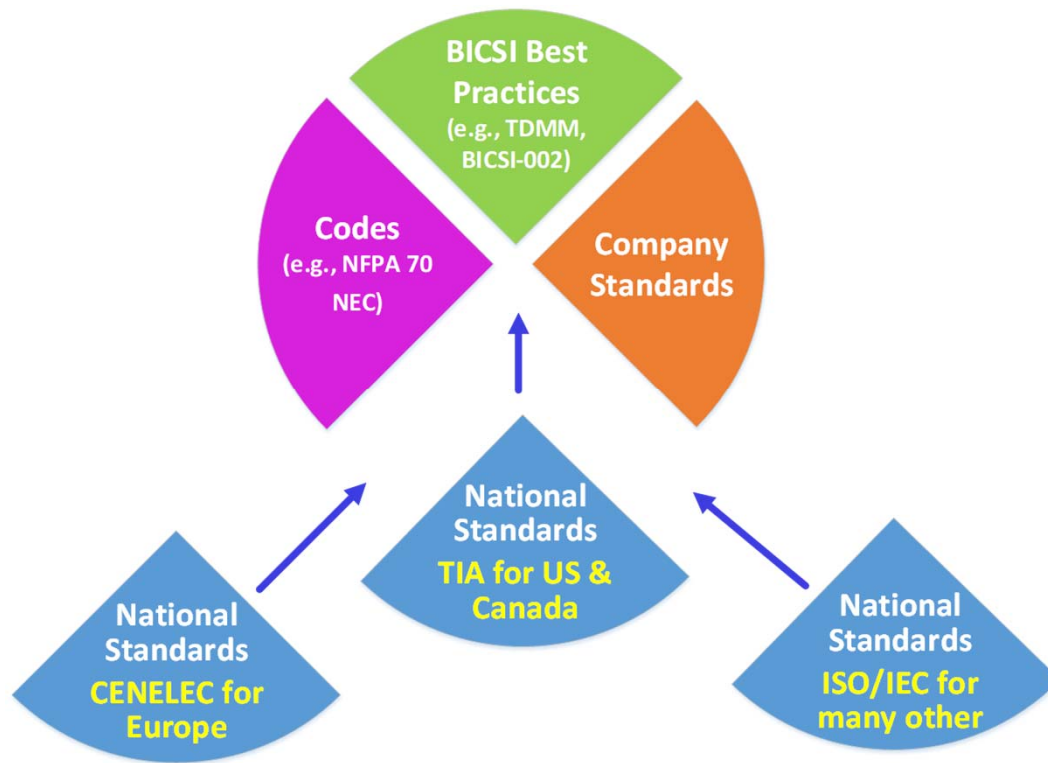 BICSI Best
Practices
(e.g., TDMM,
BICSI-002)
Codes
(e.g., NFPA 70
NEC)
Company
Standards
National
Standards
TIA for US &
Canada
National
Standards
CENELEC for
Europe
National
Standards
ISO/IEC for
many other